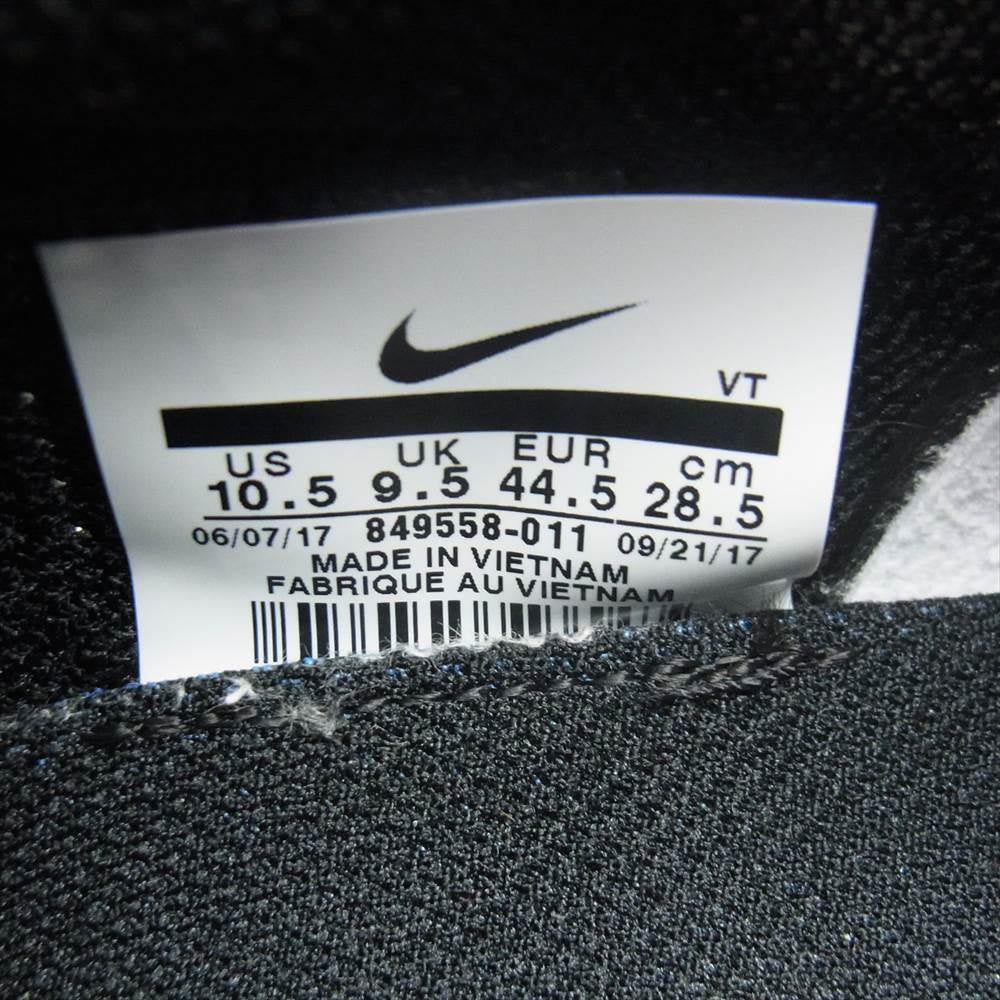 VT
US UK EUR cm
10.5 9.5 44.5 28.5
06/07/17 849558-011 09/21/17
MADE IN VIETNAM
FABRIQUE AU VIETNAM